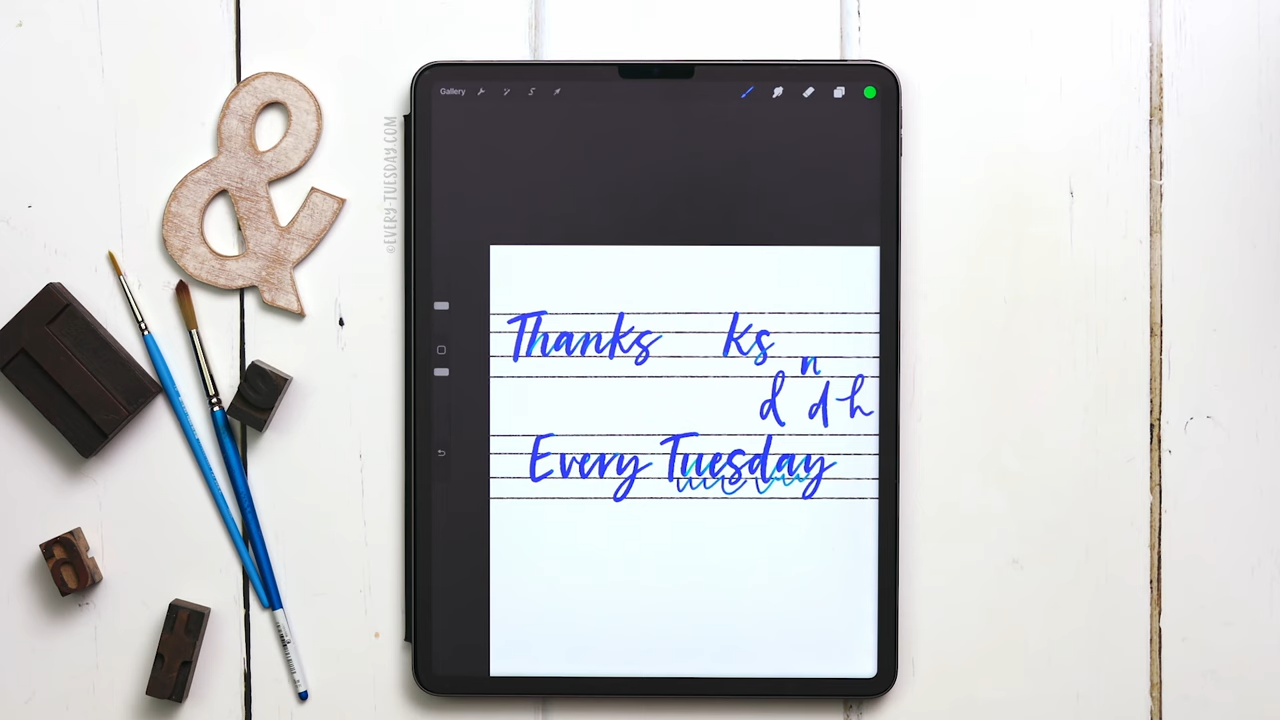 Gallery
©EVERY-TUESDAY.COM
Thanks ks
n
d d h
Every Tuesday